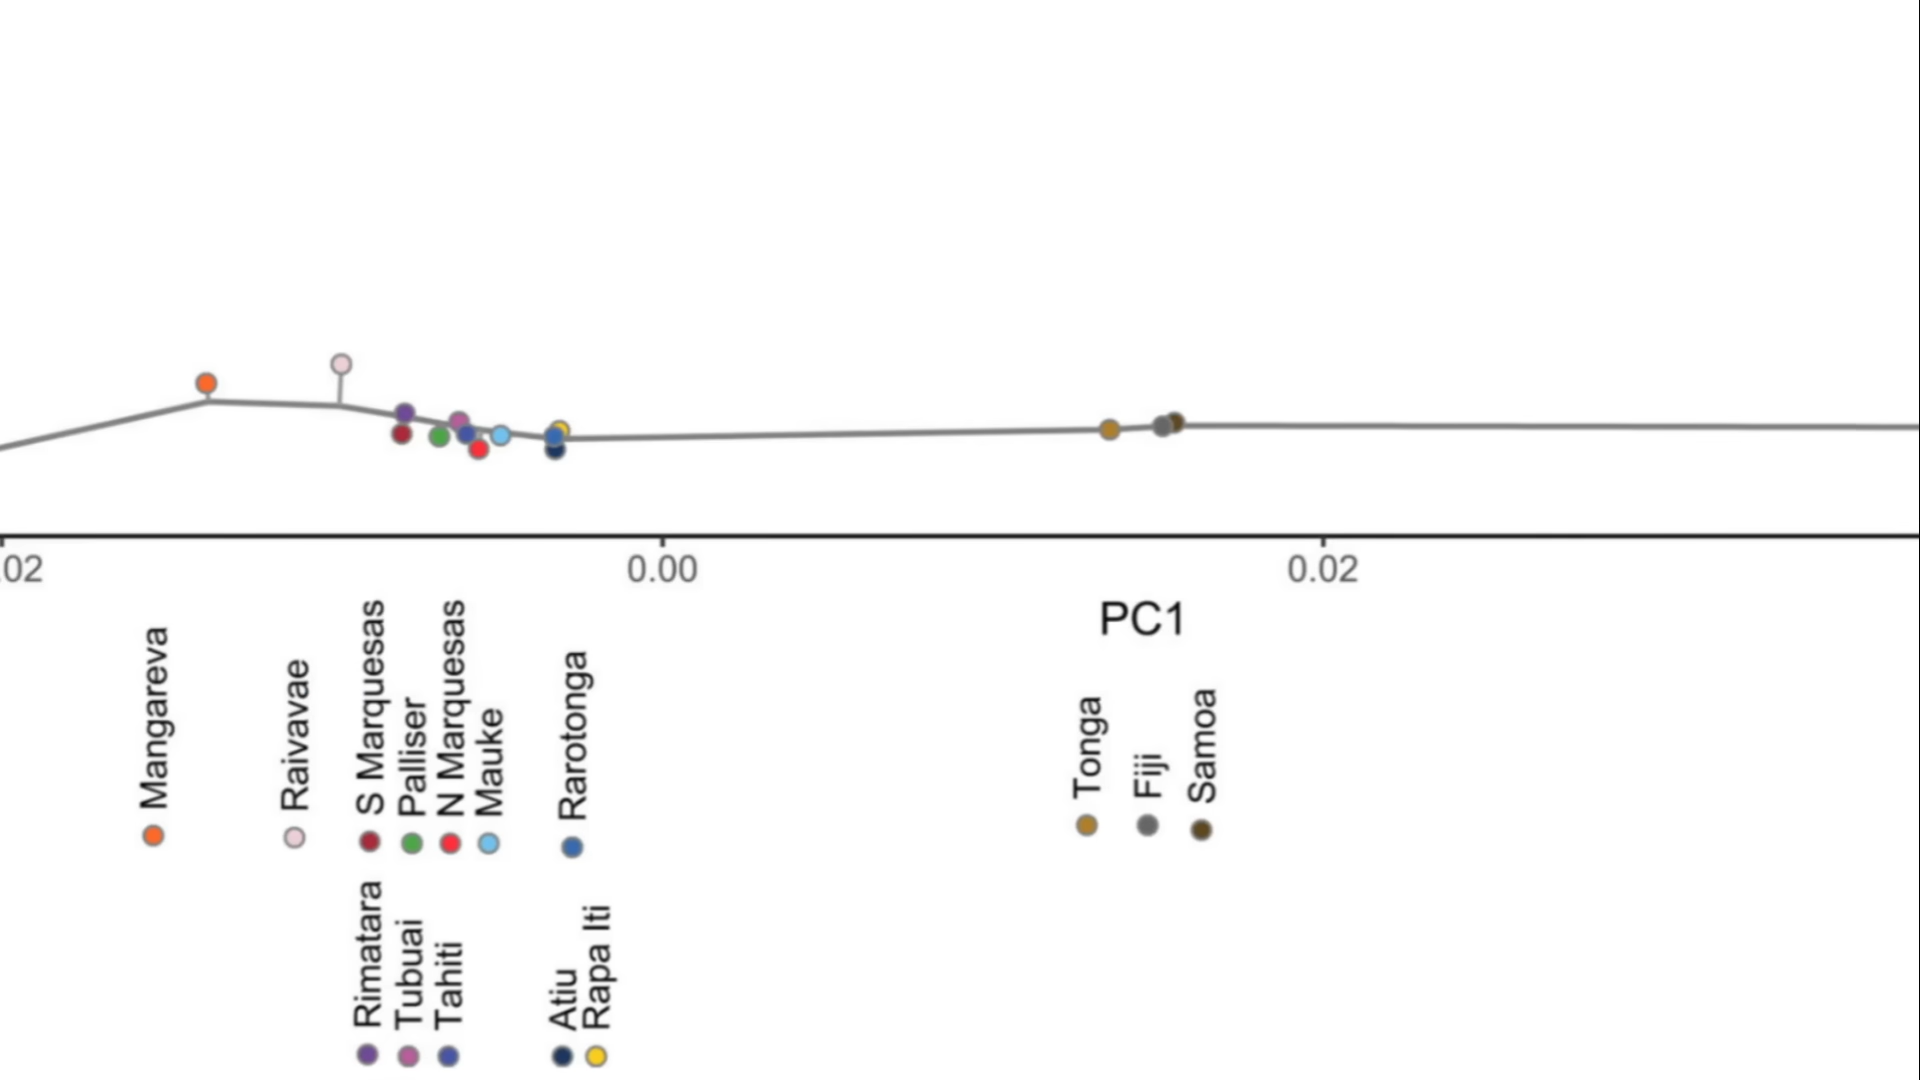 .02
0.00
0.02
PC1
Mangareva
Raivavae
S Marquesas
Palliser
N Marquesas
Mauke
Rarotonga
Tonga
Fiji
Samoa
Rimatara
Tubuai
Tahiti
Atiu
Rapa Iti